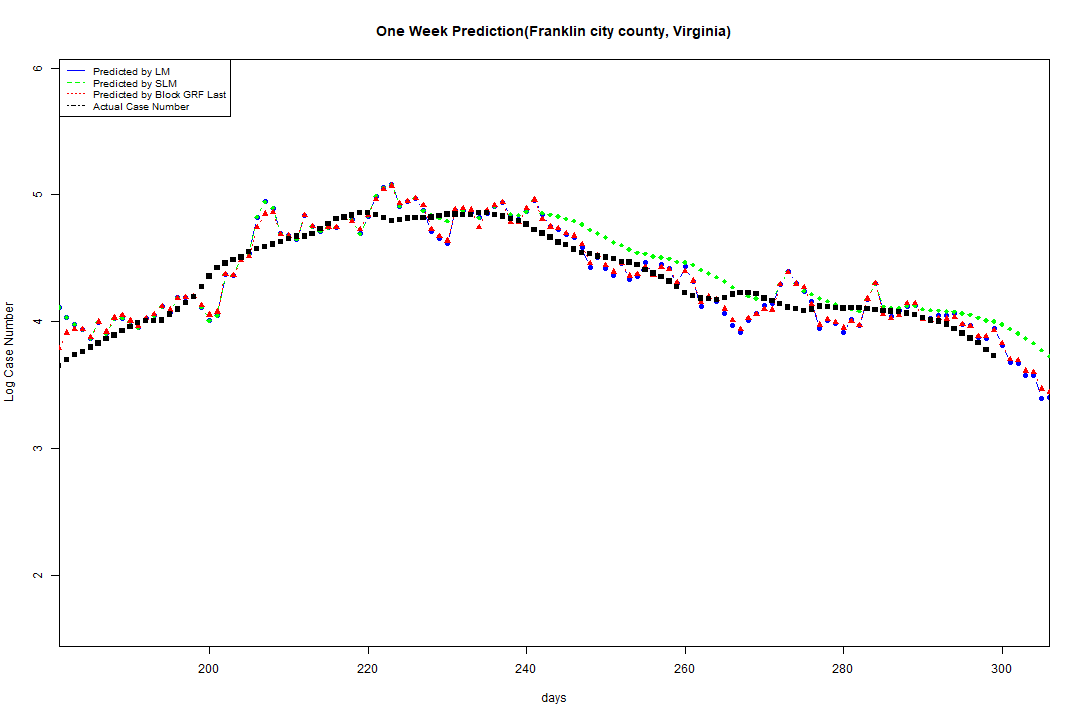 One Week Prediction(Franklin city county, Virginia)
Predicted by LM
Predicted by SLM
Predicted by Block GRF Last
Actual Case Number
6
5
4
3
2
Log Case Number
200 220 240 260 280 300
days